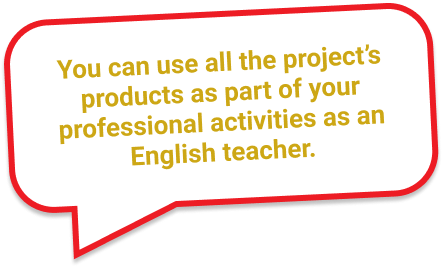 You can use all the project’s
products as part of your
professional activities as an
English teacher.